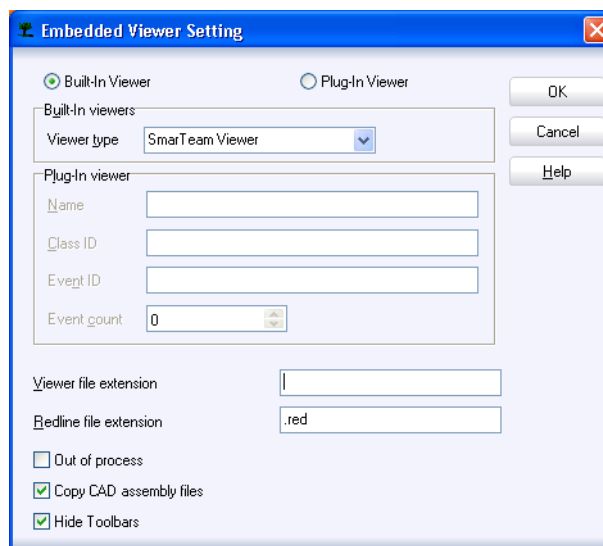 Embedded Viewer Setting
Built-In Viewer Plug-In Viewer
OK
Built-In viewers
Viewer type SmarTeam Viewer
Cancel
Plug-In viewer
Help
Name
Class ID
Event ID
Event count 0
Viewer file extension
Redline file extension .red
Out of process
Copy CAD assembly files
Hide Toolbars